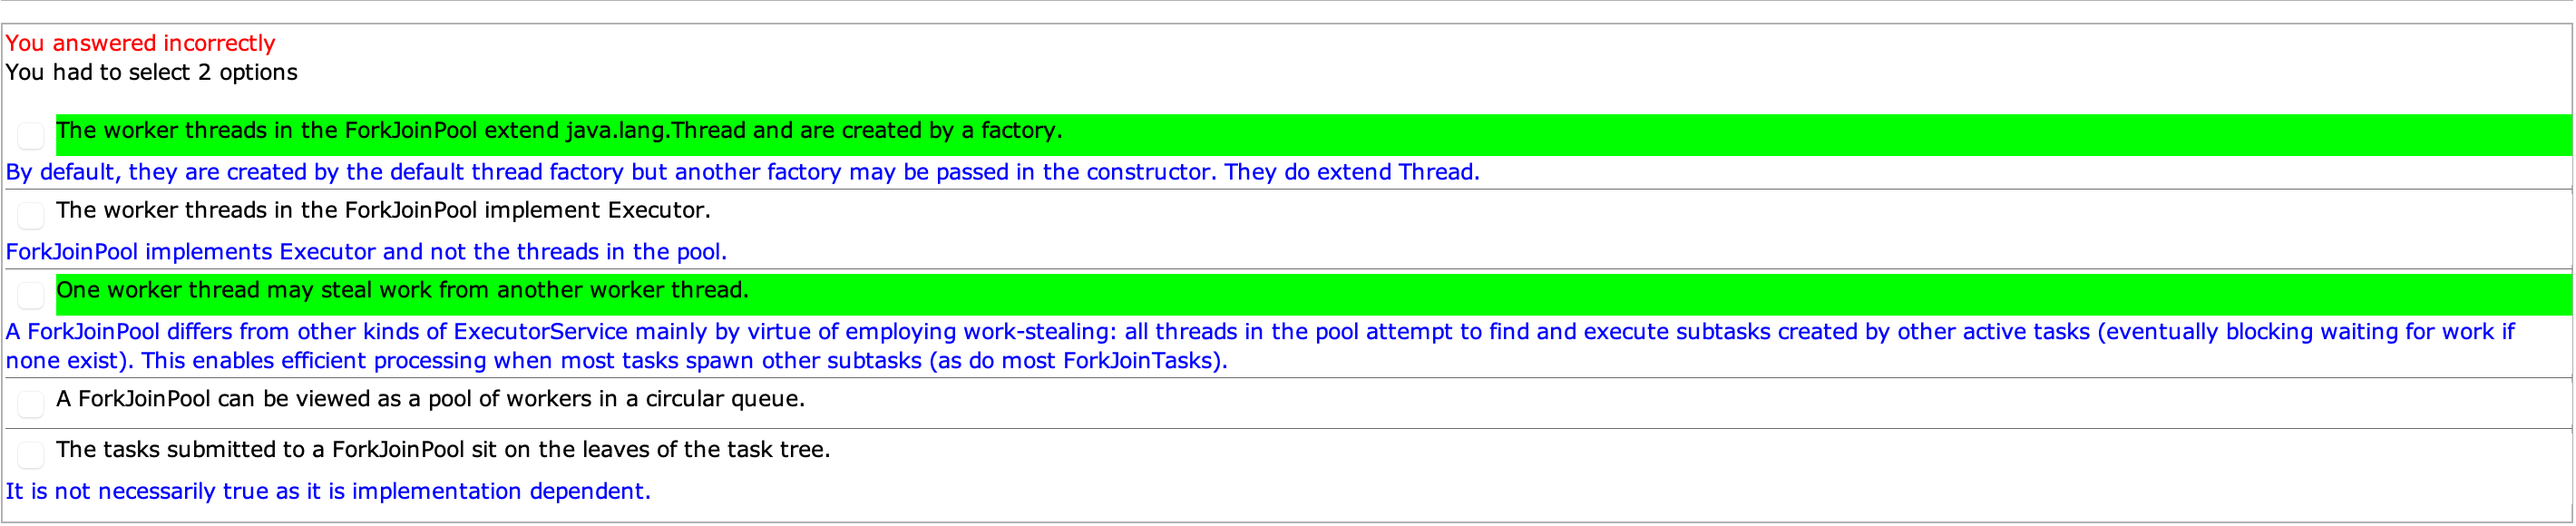 You answered incorrectly
You had to select 2 options
The worker threads in the ForkJoinPool extend java.lang.Thread and are created by a factory.
By default, they are created by the default thread factory but another factory may be passed in the constructor. They do extend Thread.
The worker threads in the ForkJoinPool implement Executor.
ForkJoinPool implements Executor and not the threads in the pool.
One worker thread may steal work from another worker thread.
A ForkJoinPool differs from other kinds of ExecutorService mainly by virtue of employing work-stealing: all threads in the pool attempt to find and execute subtasks created by other active tasks (eventually blocking waiting for work if
none exist). This enables efficient processing when most tasks spawn other subtasks (as do most ForkJoinTasks).
A ForkJoinPool can be viewed as a pool of workers in a circular queue.
The tasks submitted to a ForkJoinPool sit on the leaves of the task tree.
It is not necessarily true as it is implementation dependent.